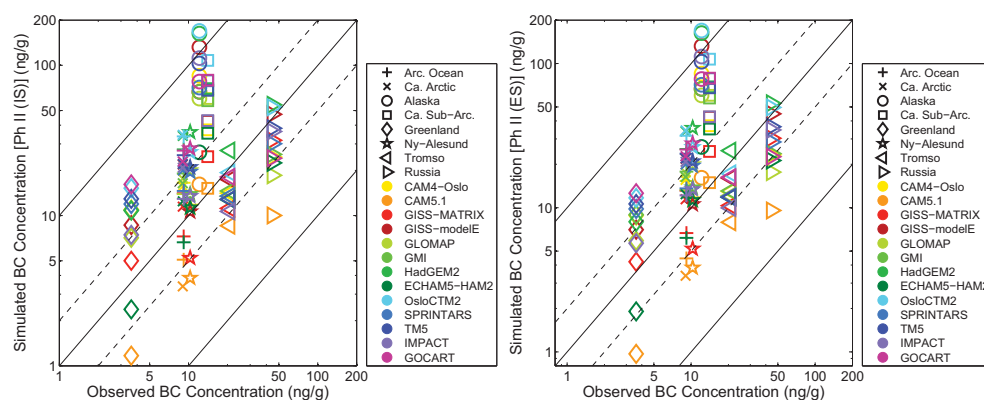 Simulated BC Concentration [Ph II (IS)] (ng/g)
200
100
50
10
5
1
1 5 10 50 100 200
Observed BC Concentration (ng/g)
Arc. Ocean
Ca. Arctic
Alaska
Ca. Sub-Arc.
Greenland
Ny-Alesund
Tromso
Russia
CAM4-Oslo
CAM5.1
GISS-MATRIX
GISS-modelE
GLOMAP
GMI
HadGEM2
ECHAM5-HAM2
OsloCTM2
SPRINTARS
TM5
IMPACT
GOCART
Simulated BC Concentration [Ph II (ES)] (ng/g)
200
100
50
10
5
1
1 5 10 50 100 200
Observed BC Concentration (ng/g)
Arc. Ocean
Ca. Arctic
Alaska
Ca. Sub-Arc.
Greenland
Ny-Alesund
Tromso
Russia
CAM4-Oslo
CAM5.1
GISS-MATRIX
GISS-modelE
GLOMAP
GMI
HadGEM2
ECHAM5-HAM2
OsloCTM2
SPRINTARS
TM5
IMPACT
GOCART